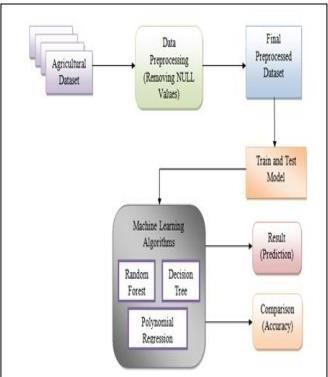 Agricultural
Dataset
Data
Preprocessing
(Removing NULL
Values)
Final
Preprocessed
Dataset
Train and Test
Model
Machine Learning
Algorithms
Random
Forest
Decision
Tree
Polynomial
Regression
Result
(Prediction)
Comparison
(Accuracy)